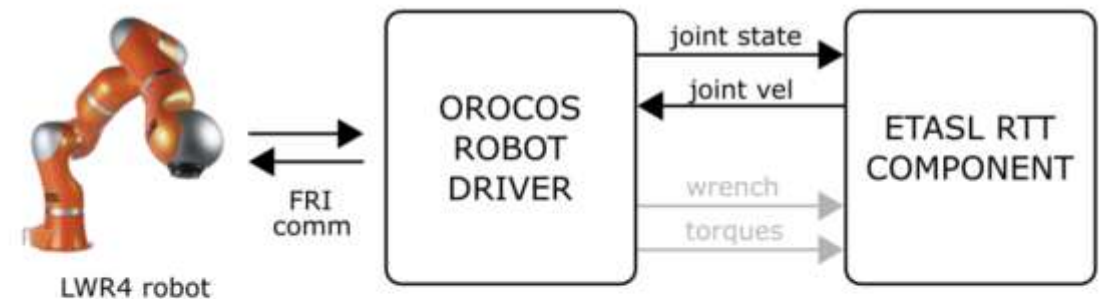 LWR4 robot
FRI
comm
OROCOS
ROBOT
DRIVER
joint state
joint vel
wrench
torques
ETASL RTT
COMPONENT